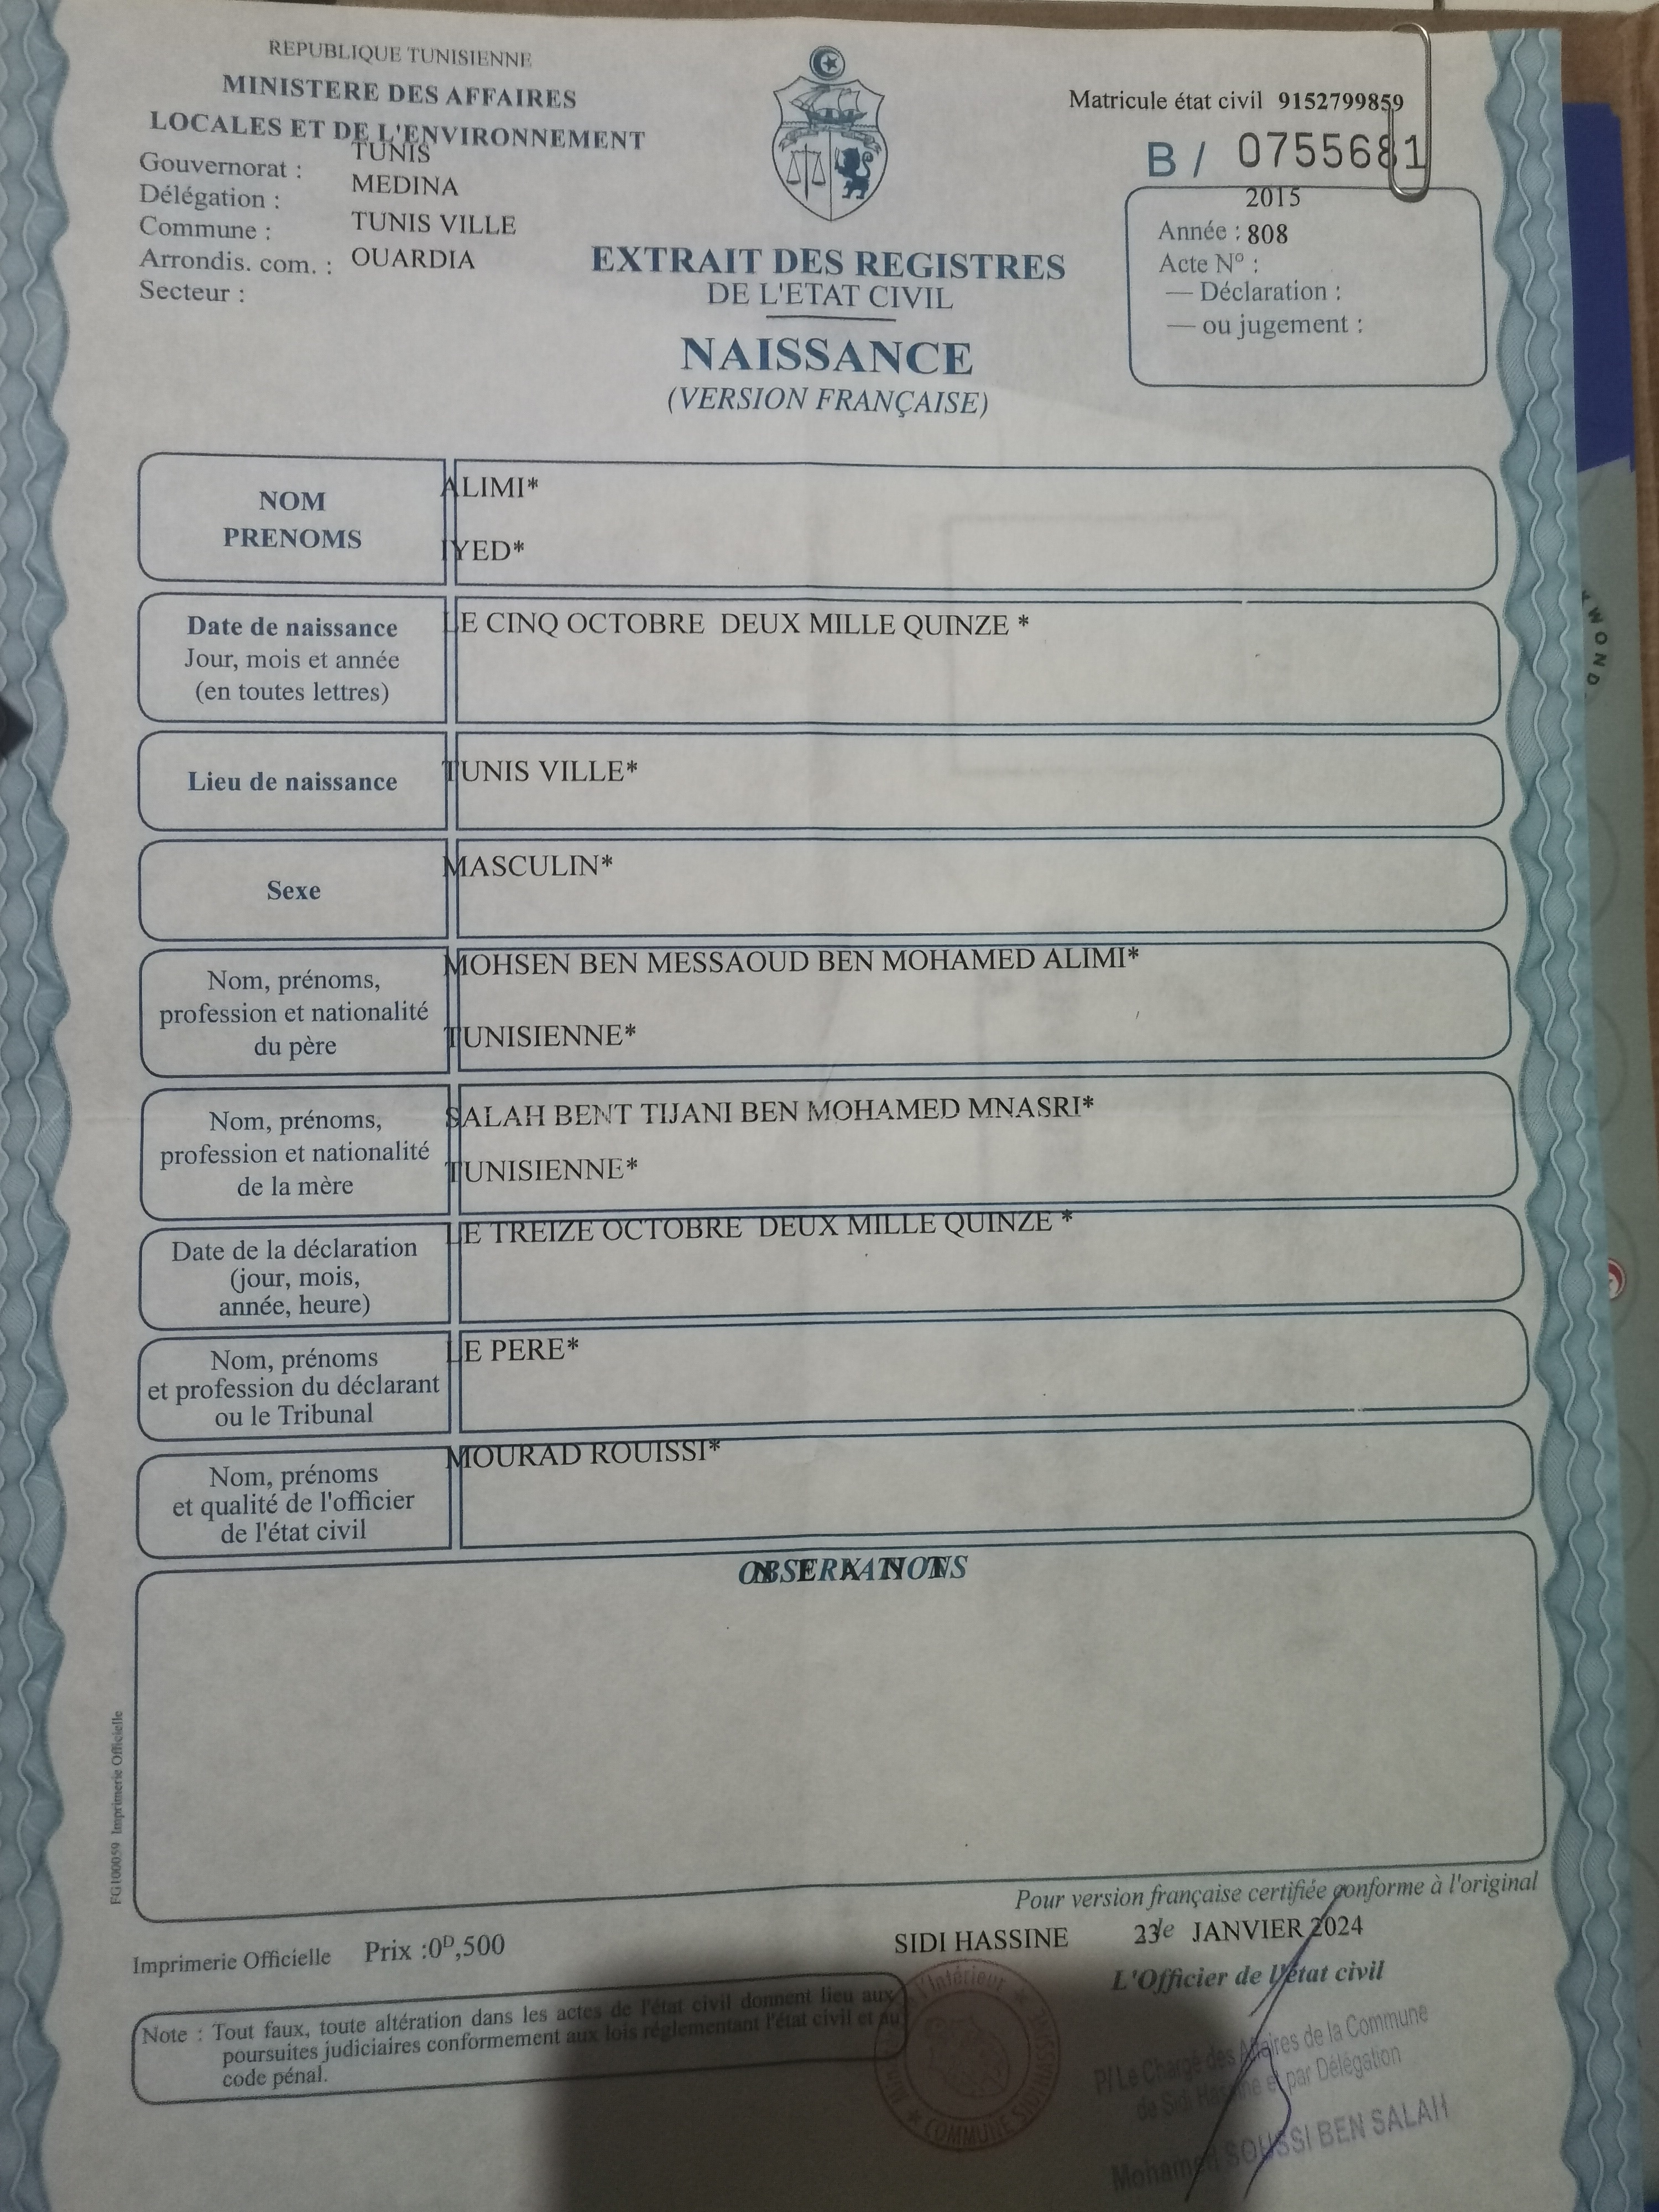 REPUBLIQUE TUNISIENNE
MINISTERE DES AFFAIRES
LOCALES ET DE L'ENVIRONNEMENT
Gouvernorat : TUNIS
Délégation : MEDINA
Commune : TUNIS VILLE
Arrondis. com. : OUARDIA
Secteur :
Matricule état civil 9152799859
B / 0755681
2015
Année : 808
Acte N° :
— Déclaration :
— ou jugement :
EXTRAIT DES REGISTRES
DE L'ETAT CIVIL
NAISSANCE
(VERSION FRANÇAISE)
NOM
PRENOMS
ALIMI*
IYED*
Date de naissance
Jour, mois et année
(en toutes lettres)
LE CINQ OCTOBRE DEUX MILLE QUINZE *
Lieu de naissance
TUNIS VILLE*
Sexe
MASCULIN*
Nom, prénoms,
profession et nationalité
du père
MOHSEN BEN MESSAOUD BEN MOHAMED ALIMI*
TUNISIENNE*
Nom, prénoms,
profession et nationalité
de la mère
SALAH BENT TIJANI BEN MOHAMED MNASRI*
TUNISIENNE*
Date de la déclaration
(jour, mois,
année, heure)
LE TREIZE OCTOBRE DEUX MILLE QUINZE *
Nom, prénoms
et profession du déclarant
ou le Tribunal
LE PERE*
Nom, prénoms
et qualité de l'officier
de l'état civil
MOURAD ROUISSI*
OBSERVATIONS
FG100059 Imprimerie Officielle
Pour version française certifiée conforme à l'original
SIDI HASSINE 23 le JANVIER 2024
L'Officier de l'état civil
Imprimerie Officielle Prix :0D,500
Note : Tout faux, toute altération dans les actes de l'état civil donnent lieu aux
poursuites judiciaires conformement aux lois réglementant l'état civil et au
code pénal.
l'Intérieur
COMMUNE SIDI HASSINE
P/ Le Chargé des Affaires de la Commune
de Sidi Hassine et par Délégation
Mohamed SOUSSI BEN SALAH